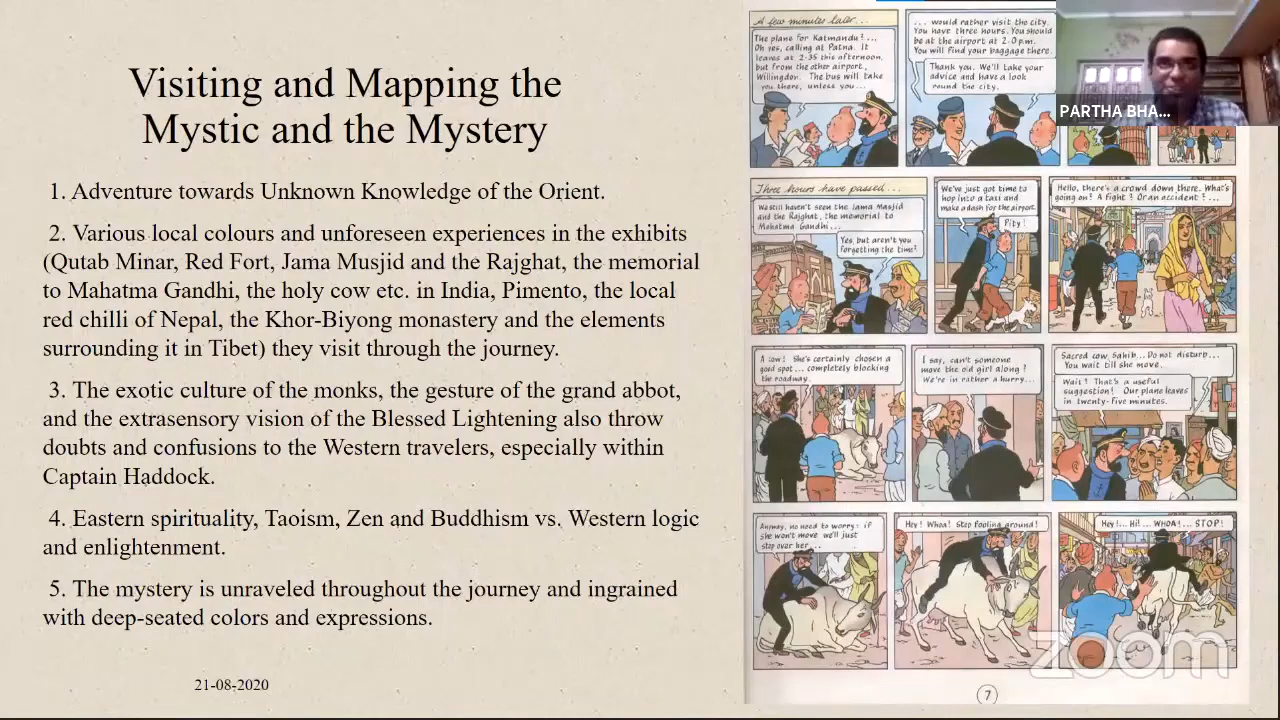 Visiting and Mapping the
Mystic and the Mystery
1. Adventure towards Unknown Knowledge of the Orient.
2. Various local colours and unforeseen experiences in the exhibits
(Qutab Minar, Red Fort, Jama Musjid and the Rajghat, the memorial
to Mahatma Gandhi, the holy cow etc. in India, Pimento, the local
red chilli of Nepal, the Khor-Biyong monastery and the elements
surrounding it in Tibet) they visit through the journey.
3. The exotic culture of the monks, the gesture of the grand abbot,
and the extrasensory vision of the Blessed Lightening also throw
doubts and confusions to the Western travelers, especially within
Captain Haddock.
4. Eastern spirituality, Taoism, Zen and Buddhism vs. Western logic
and enlightenment.
5. The mystery is unraveled throughout the journey and ingrained
with deep-seated colors and expressions.
21-08-2020
A few minutes later...
The plane for Katmandu?...
Oh yes, calling at Patna. It
leaves at 2.35 this afternoon,
but from the other airport,
Willingdon. The bus will take
you there, unless you...
... would rather visit the city.
You have three hours. You should
be at the airport at 2.0 p.m.
You will find your baggage there.
Thank you. We'll take your
advice and have a look
round the city.
PARTHA BHA...
Three hours have passed...
We still haven't seen the Jama Masjid
and the Rajghat, the memorial to
Mahatma Gandhi...
Yes, but aren't you
forgetting the time?
We've just got time to
hop into a taxi and
make a dash for the airport.
Pity!
Hello, there's a crowd down there. What's
going on? A fight? Or an accident?...
A cow! She's certainly chosen a
good spot... completely blocking
the roadway.
I say, can't someone
move the old girl along?
We're in rather a hurry...
Sacred cow, Sahib... Do not disturb...
You wait till she move.
Wait! That's a useful
suggestion! Our plane leaves
in twenty-five minutes.
Anyway, no need to worry: if
she won't move we'll just
step over her...
Hey! Whoa! Stop fooling around!
Hey!... Hi!... WHOA!... STOP!
zoom
7